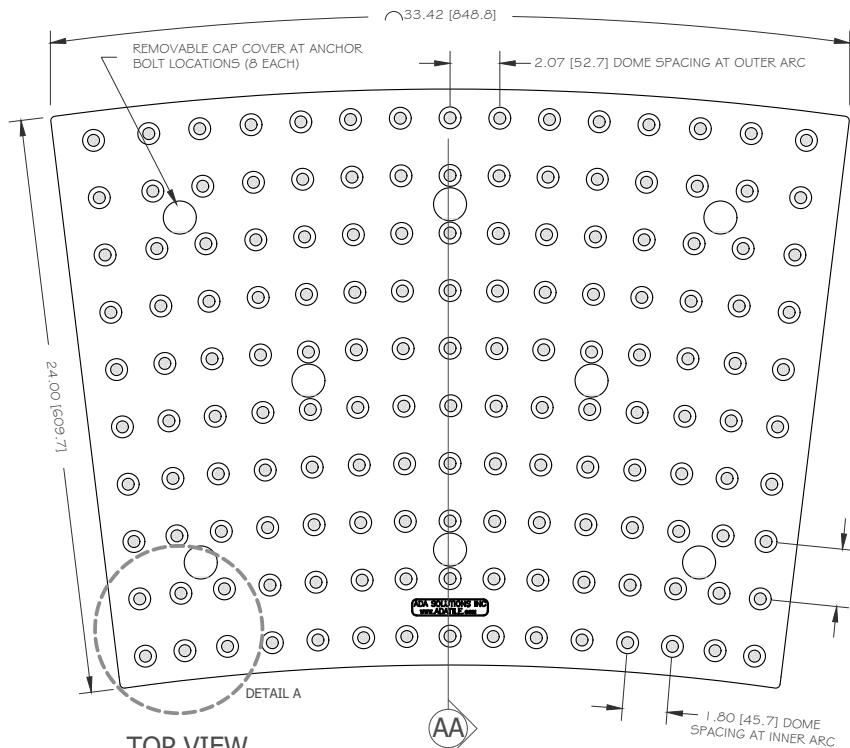 33.42 [848.8]
REMOVABLE CAP COVER AT ANCHOR
BOLT LOCATIONS (8 EACH)
2.07 [52.7] DOME SPACING AT OUTER ARC
24.00 [609.7]
ADA SOLUTIONS INC
www.ADATILE.com
DETAIL A
1.80 [45.7] DOME
SPACING AT INNER ARC
AA
TOP VIEW